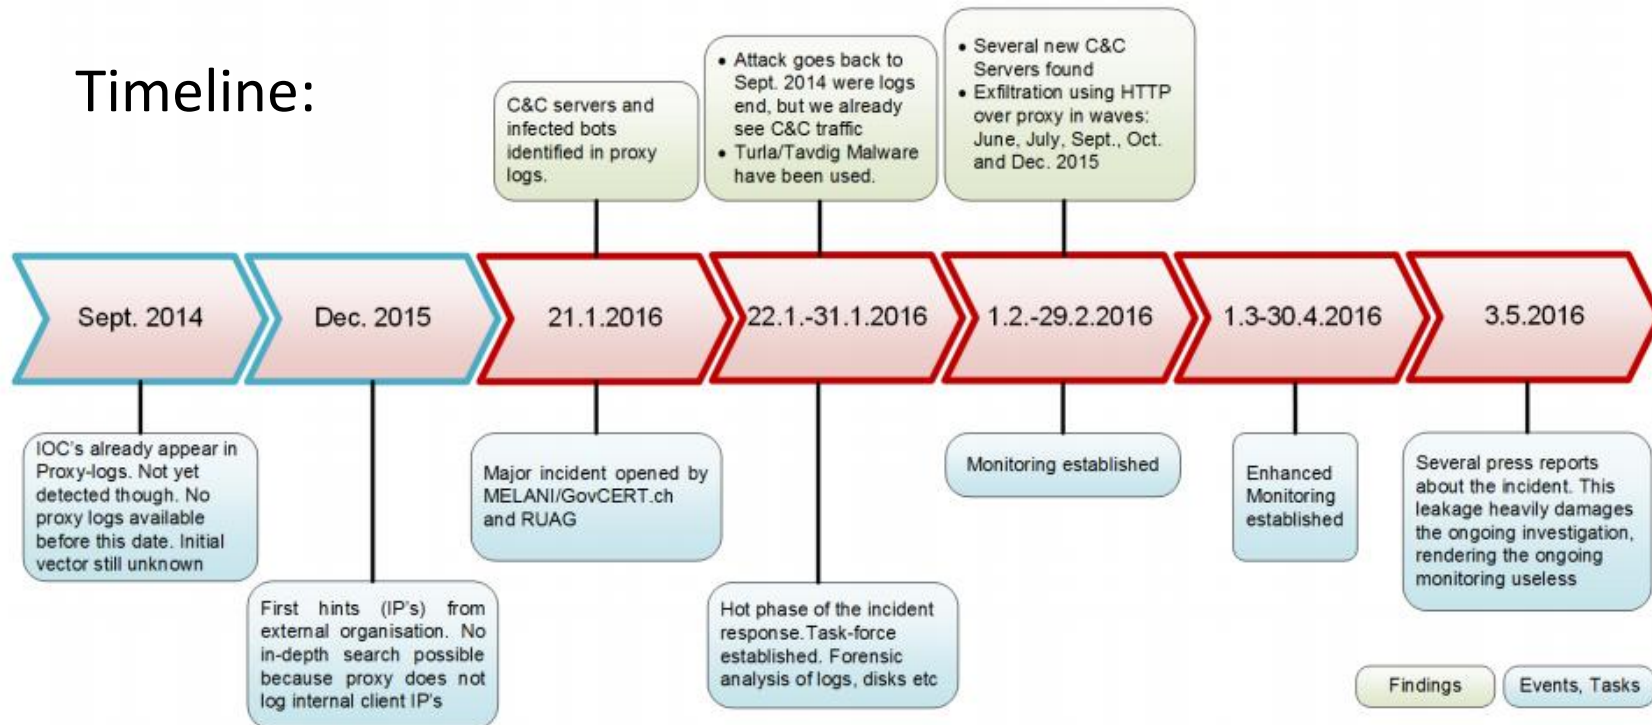 Timeline:
C&C servers and
infected bots
identified in proxy
logs.
• Attack goes back to
Sept. 2014 were logs
end, but we already
see C&C traffic
• Turla/Tavdig Malware
have been used.
• Several new C&C
Servers found
• Exfiltration using HTTP
over proxy in waves:
June, July, Sept., Oct.
and Dec. 2015
Sept. 2014
Dec. 2015
21.1.2016
22.1.-31.1.2016
1.2.-29.2.2016
1.3-30.4.2016
3.5.2016
IOC's already appear in
Proxy-logs. Not yet
detected though. No
proxy logs available
before this date. Initial
vector still unknown
First hints (IP's) from
external organisation. No
in-depth search possible
because proxy does not
log internal client IP's
Major incident opened by
MELANI/GovCERT.ch
and RUAG
Hot phase of the incident
response.Task-force
established. Forensic
analysis of logs, disks etc
Monitoring established
Enhanced
Monitoring
established
Several press reports
about the incident. This
leakage heavily damages
the ongoing investigation,
rendering the ongoing
monitoring useless
Findings
Events, Tasks